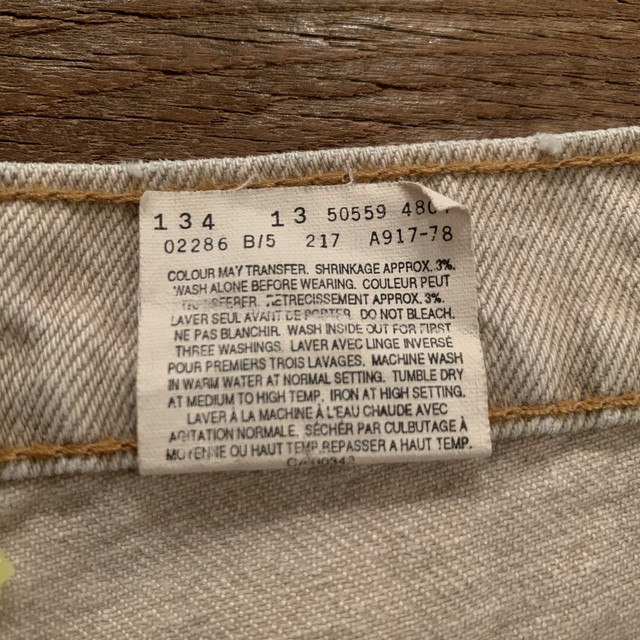 134 13 50559
02286 B/5 217 A917-78
COLOUR MAY TRANSFER. SHRINKAGE APPROX. 3%.
WASH ALONE BEFORE WEARING. COULEUR PEUT
TRANSFERER. RETRECISSEMENT APPROX. 3%.
LAVER SEUL AVANT DE PORTER. DO NOT BLEACH.
NE PAS BLANCHIR. WASH INSIDE OUT FOR FIRST
THREE WASHINGS. LAVER AVEC LINGE INVERSÉ
POUR PREMIERS TROIS LAVAGES. MACHINE WASH
IN WARM WATER AT NORMAL SETTING. TUMBLE DRY
AT MEDIUM TO HIGH TEMP. IRON AT HIGH SETTING.
LAVER À LA MACHINE À L'EAU CHAUDE AVEC
AGITATION NORMALE. SÉCHER PAR CULBUTAGE À
MOYENNE OU HAUT TEMP. REPASSER A HAUT TEMP.